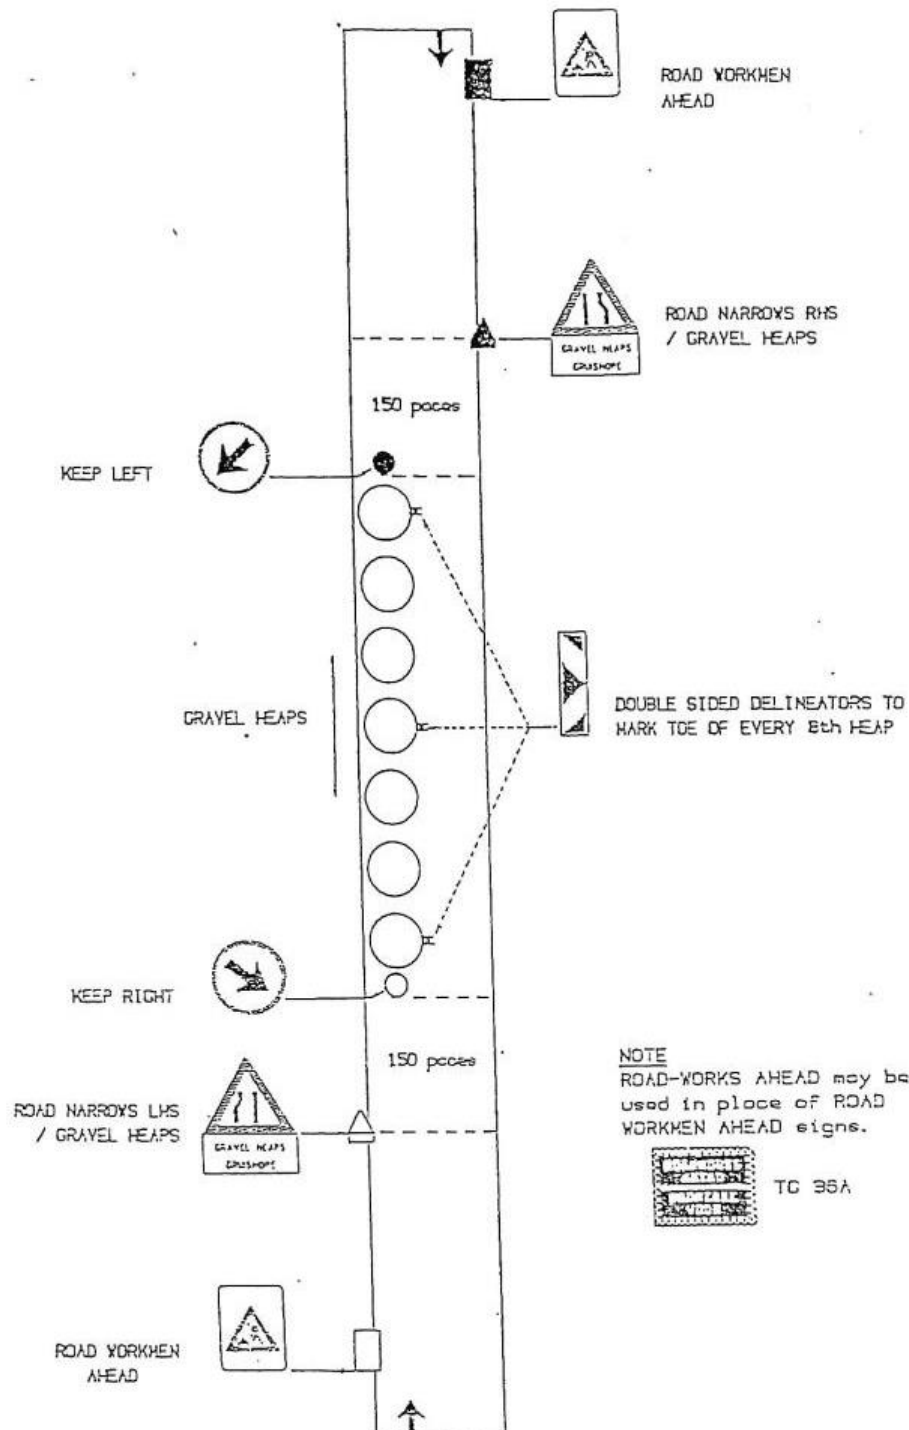 ROAD WORKMEN
AHEAD
ROAD NARROWS RHS
/ GRAVEL HEAPS
GRAVEL HEAPS
GRUISHOPE
150 paces
KEEP LEFT
GRAVEL HEAPS
DOUBLE SIDED DELINEATORS TO
MARK TOE OF EVERY 8th HEAP
KEEP RIGHT
150 paces
ROAD NARROWS LHS
/ GRAVEL HEAPS
GRAVEL HEAPS
GRUISHOPE
NOTE
ROAD-WORKS AHEAD may be
used in place of ROAD
WORKMEN AHEAD signs.
TC 35A
ROAD WORKMEN
AHEAD